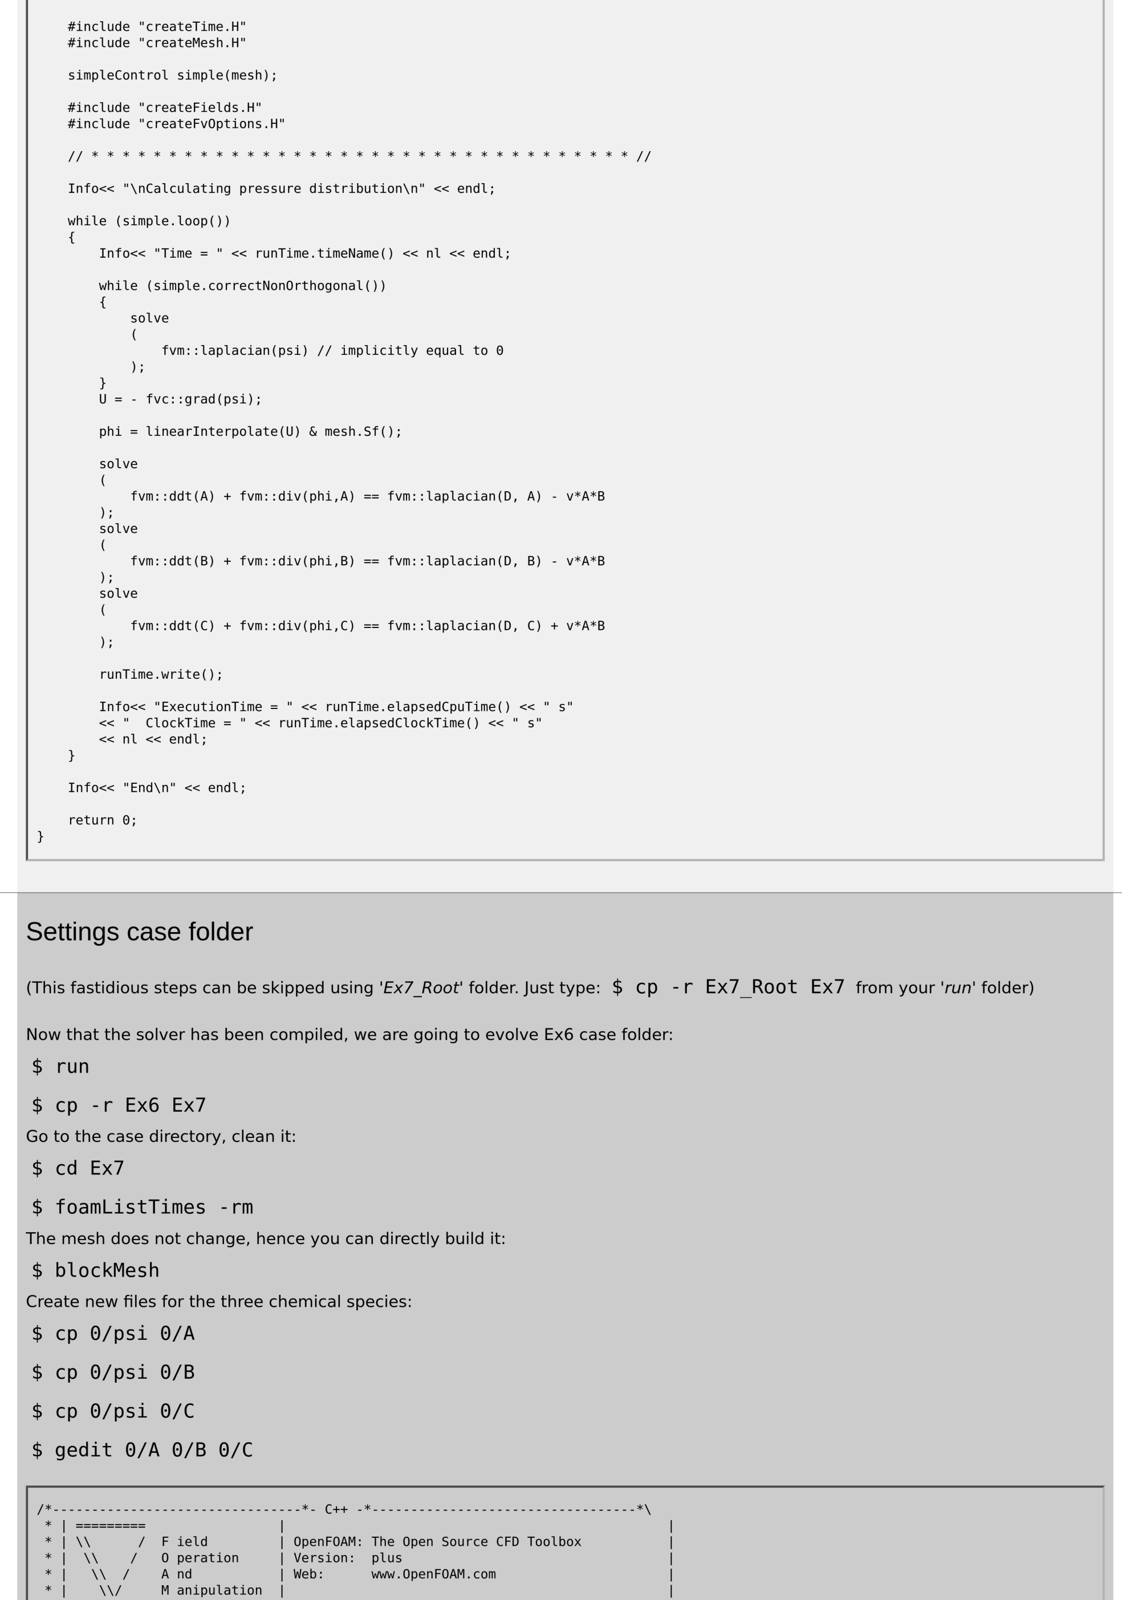 #include "createTime.H"
#include "createMesh.H"

simpleControl simple(mesh);

#include "createFields.H"
#include "createFvOptions.H"

// * * * * * * * * * * * * * * * * * * * * * * * * * * * * * * * * * * * //

Info<< "\nCalculating pressure distribution\n" << endl;

while (simple.loop())
{
    Info<< "Time = " << runTime.timeName() << nl << endl;

    while (simple.correctNonOrthogonal())
    {
        solve
        (
            fvm::laplacian(psi) // implicitly equal to 0
        );
    }
    U = - fvc::grad(psi);

    phi = linearInterpolate(U) & mesh.Sf();

    solve
    (
        fvm::ddt(A) + fvm::div(phi,A) == fvm::laplacian(D, A) - v*A*B
    );
    solve
    (
        fvm::ddt(B) + fvm::div(phi,B) == fvm::laplacian(D, B) - v*A*B
    );
    solve
    (
        fvm::ddt(C) + fvm::div(phi,C) == fvm::laplacian(D, C) + v*A*B
    );

    runTime.write();

    Info<< "ExecutionTime = " << runTime.elapsedCpuTime() << " s"
    << "  ClockTime = " << runTime.elapsedClockTime() << " s"
    << nl << endl;
}

Info<< "End\n" << endl;

return 0;
}
Settings case folder
(This fastidious steps can be skipped using 'Ex7_Root' folder. Just type: $ cp -r Ex7_Root Ex7 from your 'run' folder)
Now that the solver has been compiled, we are going to evolve Ex6 case folder:
$ run
$ cp -r Ex6 Ex7
Go to the case directory, clean it:
$ cd Ex7
$ foamListTimes -rm
The mesh does not change, hence you can directly build it:
$ blockMesh
Create new files for the three chemical species:
$ cp 0/psi 0/A
$ cp 0/psi 0/B
$ cp 0/psi 0/C
$ gedit 0/A 0/B 0/C
/*--------------------------------*- C++ -*----------------------------------*\
 * | =========                 |                                                 |
 * | \\      /  F ield         | OpenFOAM: The Open Source CFD Toolbox           |
 * |  \\    /   O peration     | Version:  plus                                  |
 * |   \\  /    A nd           | Web:      www.OpenFOAM.com                      |
 * |    \\/     M anipulation  |                                                 |